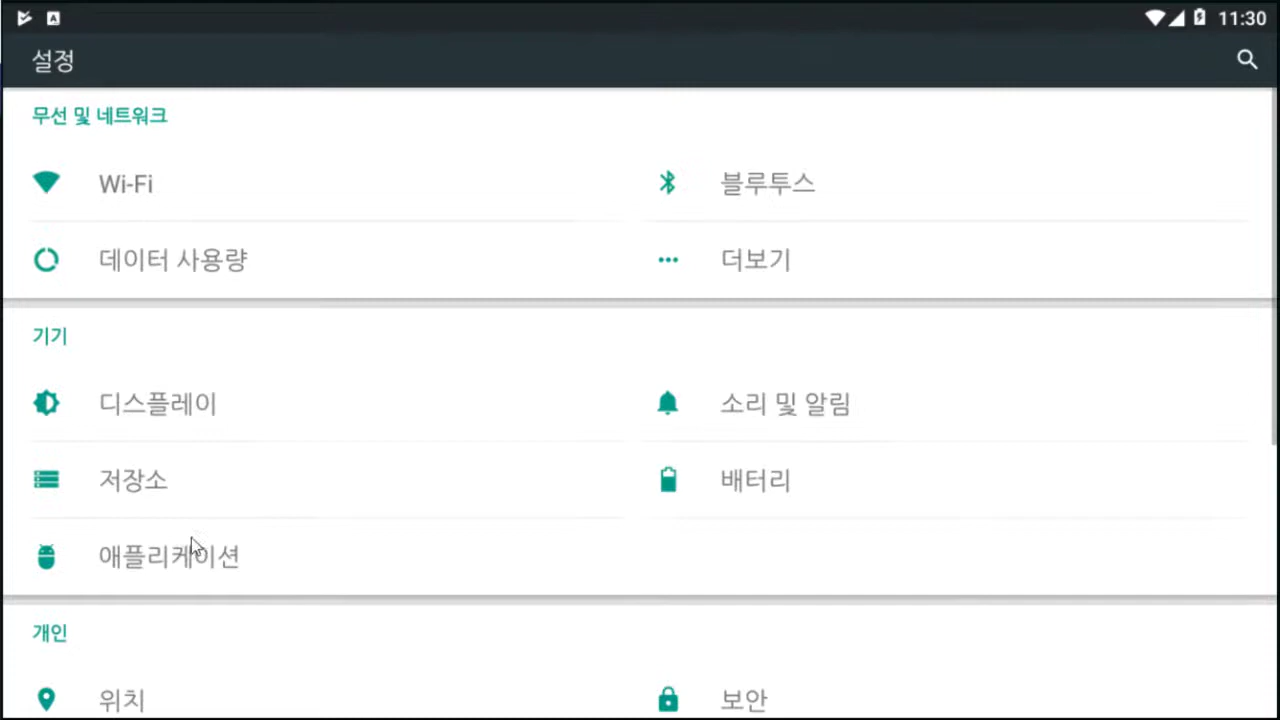 11:30
설정
무선 및 네트워크
Wi-Fi
블루투스
데이터 사용량
더보기
기기
디스플레이
소리 및 알림
저장소
배터리
애플리케이션
개인
위치
보안